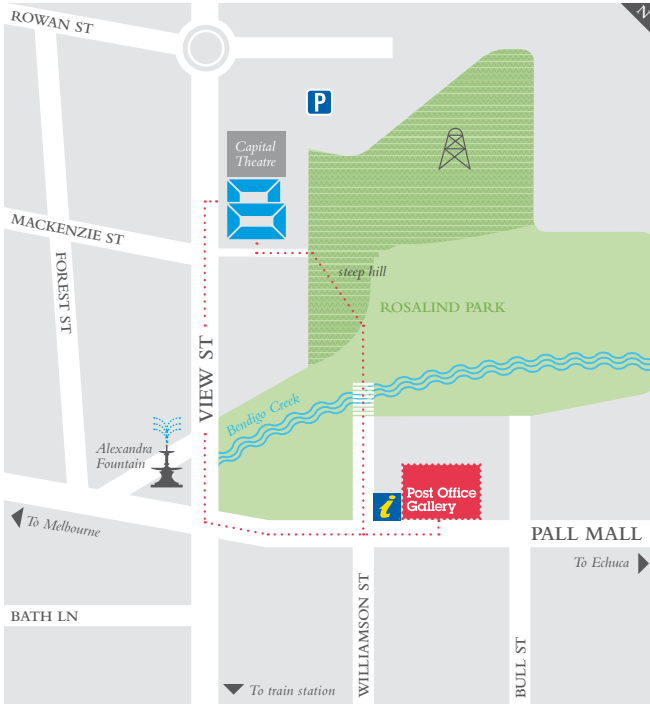 N
ROWAN ST
P
Capital
Theatre
MACKENZIE ST
FOREST ST
steep hill
ROSALIND PARK
VIEW ST
Bendigo Creek
Alexandra
Fountain
i
Post Office
Gallery
To Melbourne
PALL MALL
To Echuca
BATH LN
WILLIAMSON ST
BULL ST
To train station